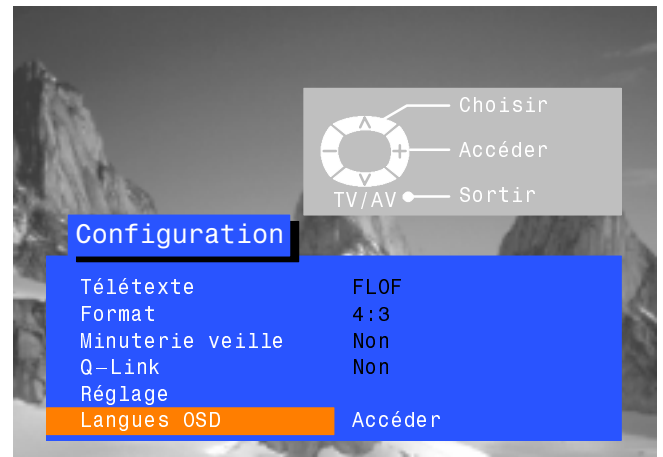 Choisir
Accéder
TV/AV Sortir
Configuration
Télétexte FLOF
Format 4:3
Minuterie veille Non
Q–Link Non
Réglage
Langues OSD Accéder